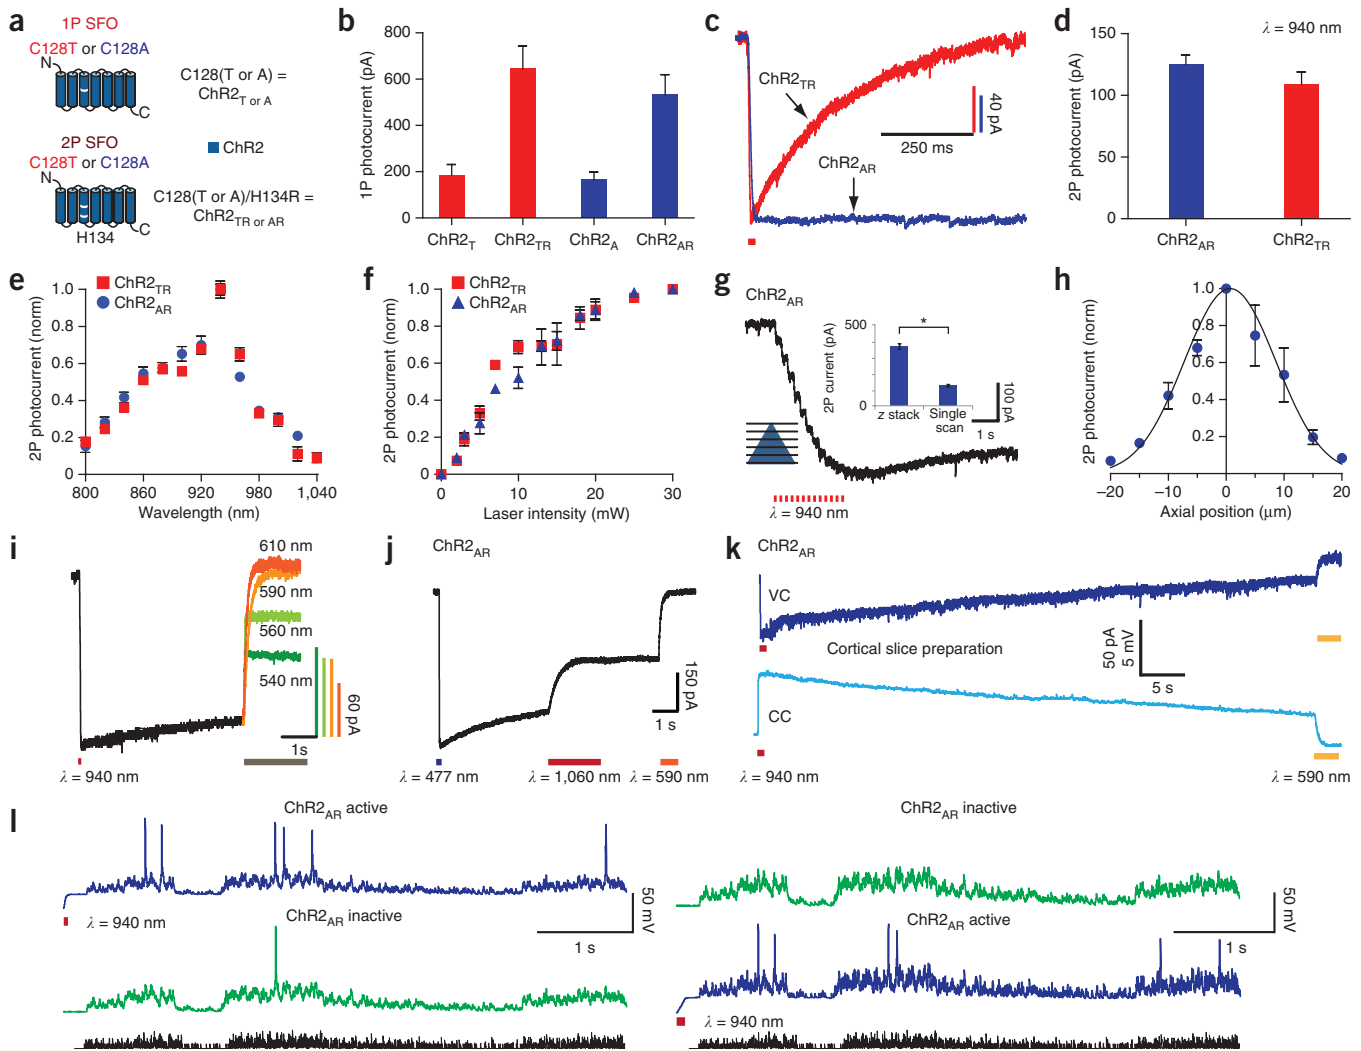 a
1P SFO
C128T or C128A
N
C
C128(T or A) =
ChR2T or A
2P SFO
C128T or C128A
ChR2
N
C
H134
C128(T or A)/H134R =
ChR2TR or AR
b
1P photocurrent (pA)
800
600
400
200
0
ChR2T
ChR2TR
ChR2A
ChR2AR
c
ChR2TR
ChR2AR
40 pA
250 ms
d
λ = 940 nm
2P photocurrent (pA)
150
100
50
0
ChR2AR
ChR2TR
e
ChR2TR
ChR2AR
2P photocurrent (norm)
1.0
0.8
0.6
0.4
0.2
0
800
860
920
980
1,040
Wavelength (nm)
f
ChR2TR
ChR2AR
2P photocurrent (norm)
1.0
0.8
0.6
0.4
0.2
0
0
10
20
30
Laser intensity (mW)
g
ChR2AR
2P current (pA)
500
0
*
z stack
Single
scan
100 pA
1 s
λ = 940 nm
h
2P photocurrent (norm)
1.0
0.8
0.6
0.4
0.2
–20
–10
0
10
20
Axial position (μm)
i
610 nm
590 nm
560 nm
540 nm
60 pA
1s
λ = 940 nm
j
ChR2AR
150 pA
1 s
λ = 477 nm
λ = 1,060 nm
λ = 590 nm
k
ChR2AR
VC
Cortical slice preparation
50 pA
5 mV
5 s
CC
λ = 940 nm
λ = 590 nm
l
ChR2AR active
λ = 940 nm
50 mV
1 s
ChR2AR inactive
ChR2AR inactive
50 mV
1 s
ChR2AR active
λ = 940 nm